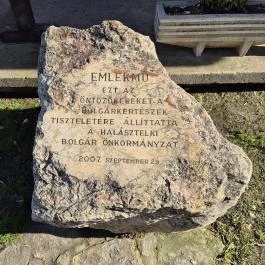 EMLÉKMŰ
EZT AZ
ÖNTÖZŐKEREKET A
BOLGÁRKERTÉSZEK
TISZTELETÉRE ÁLLÍTTATTA
A HALÁSZTELKI
BOLGÁR ÖNKORMÁNYZAT
2007. SZEPTEMBER 29.